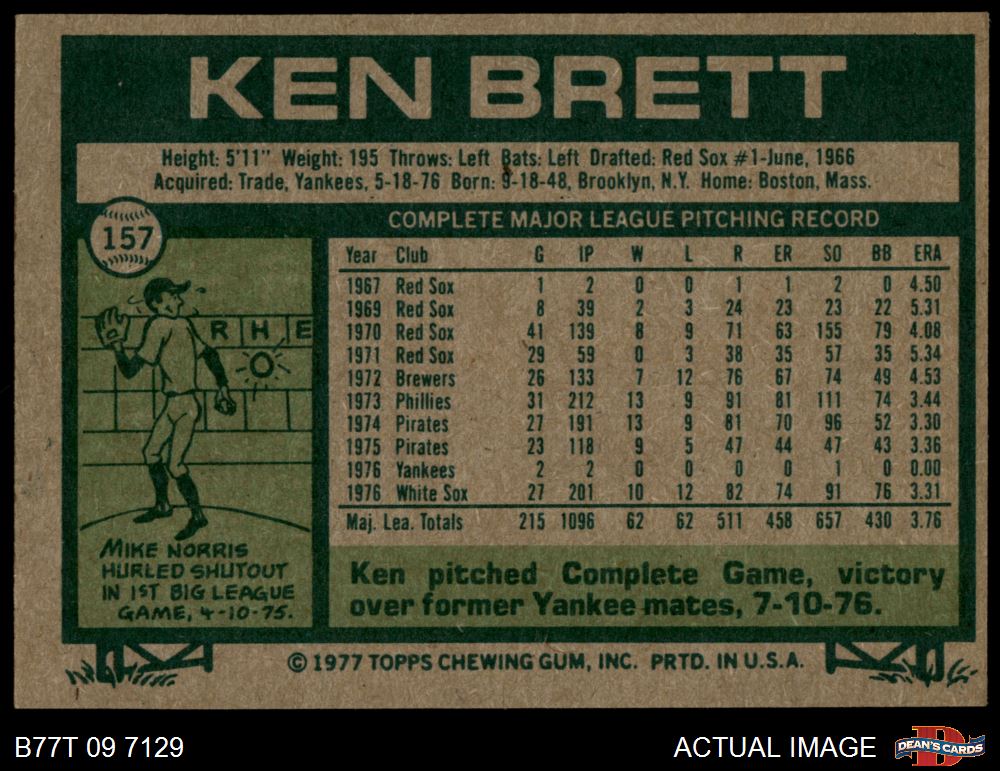 KEN BRETT
Height: 5'11" Weight: 195 Throws: Left Bats: Left Drafted: Red Sox #1-June, 1966
Acquired: Trade, Yankees, 5-18-76 Born: 9-18-48, Brooklyn, N.Y. Home: Boston, Mass.
157
COMPLETE MAJOR LEAGUE PITCHING RECORD
Year Club G IP W L R ER SO BB ERA
1967 Red Sox 1 2 0 0 1 1 2 0 4.50
1969 Red Sox 8 39 2 3 24 23 23 22 5.31
1970 Red Sox 41 139 8 9 71 63 155 79 4.08
1971 Red Sox 29 59 0 3 38 35 57 35 5.34
1972 Brewers 26 133 7 12 76 67 74 49 4.53
1973 Phillies 31 212 13 9 91 81 111 74 3.44
1974 Pirates 27 191 13 9 81 70 96 52 3.30
1975 Pirates 23 118 9 5 47 44 47 43 3.36
1976 Yankees 2 2 0 0 0 0 1 0 0.00
1976 White Sox 27 201 10 12 82 74 91 76 3.31
Maj. Lea. Totals 215 1096 62 62 511 458 657 430 3.76
R H E
O
MIKE NORRIS
HURLED SHUTOUT
IN 1ST BIG LEAGUE
GAME, 4-10-75.
Ken pitched Complete Game, victory
over former Yankee mates, 7-10-76.
© 1977 TOPPS CHEWING GUM, INC. PRTD. IN U.S.A.
B77T 09 7129
ACTUAL IMAGE
D
DEAN'S CARDS